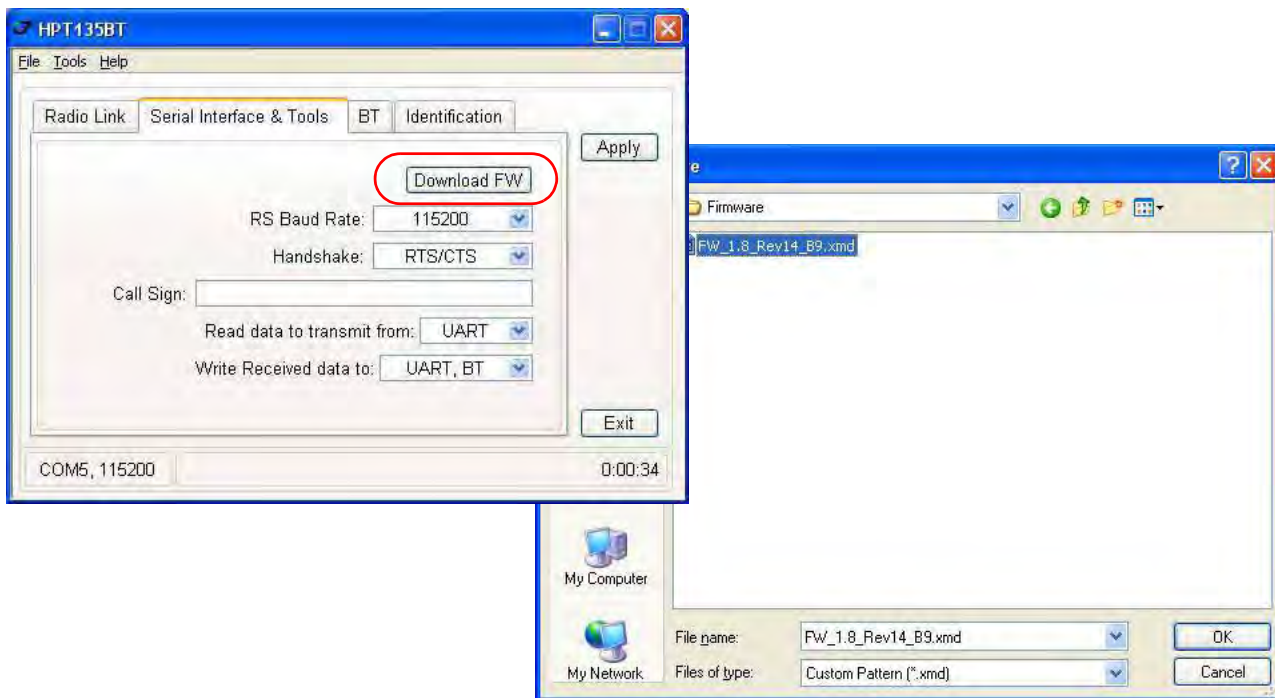 HPT135BT
File Tools Help
Radio Link Serial Interface & Tools BT Identification
Apply
Download FW
RS Baud Rate: 115200
Handshake: RTS/CTS
Call Sign:
Read data to transmit from: UART
Write Received data to: UART, BT
Exit
COM5, 115200 0:00:34
Firmware
FW_1.8_Rev14_B9.xmd
My Computer
My Network
File name: FW_1.8_Rev14_B9.xmd OK
Files of type: Custom Pattern (*.xmd) Cancel